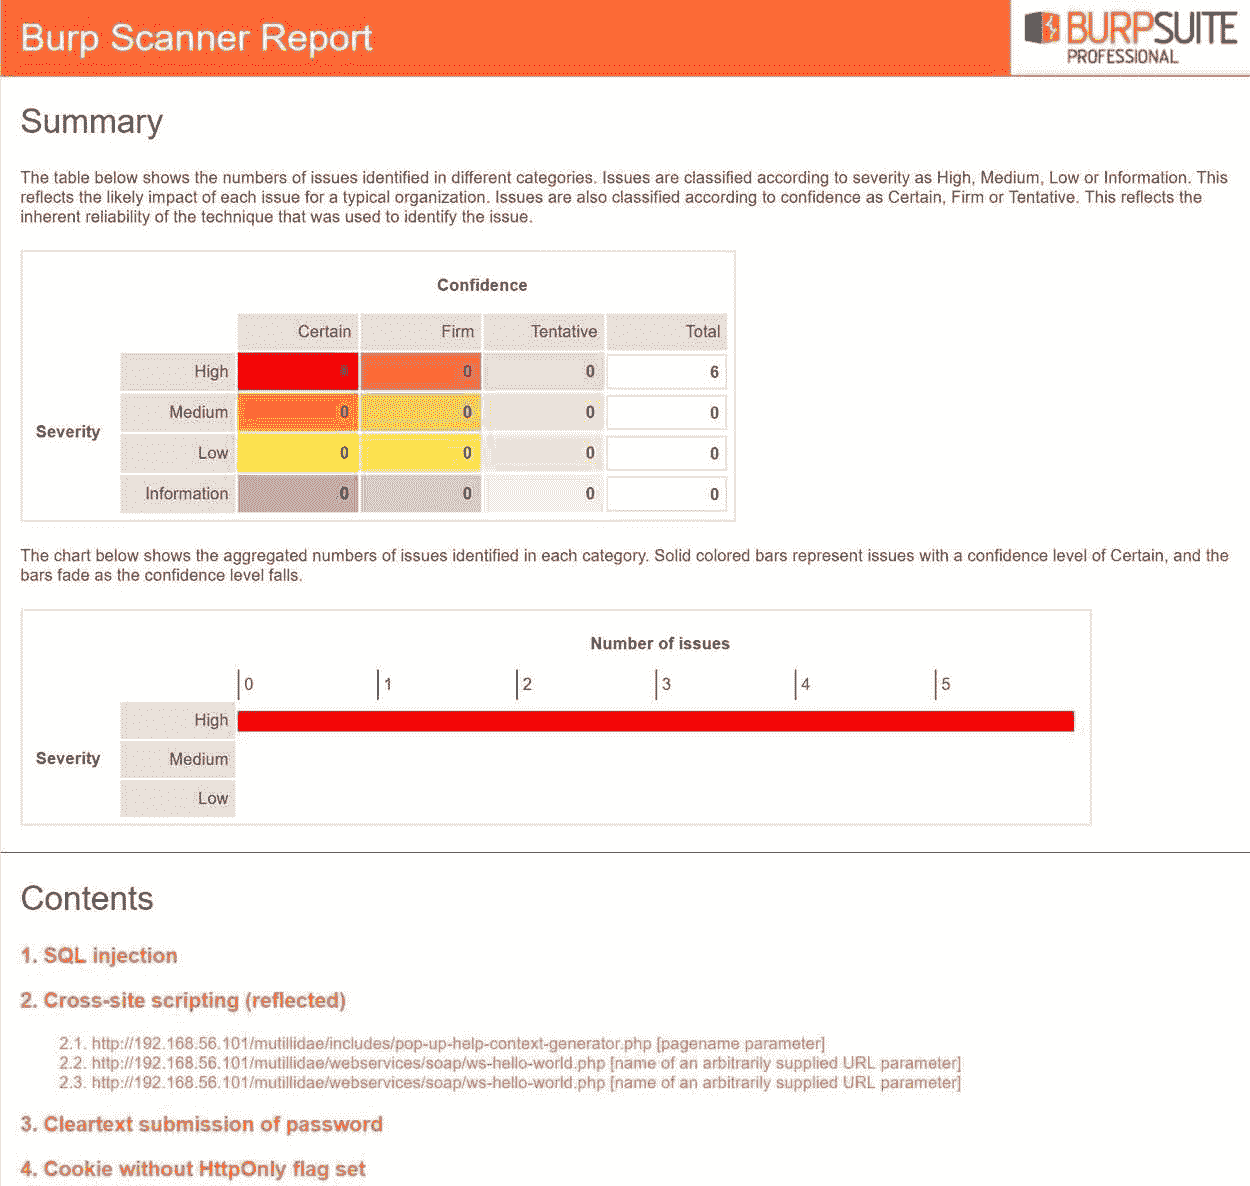 Burp Scanner Report
BURPSUITE
PROFESSIONAL
Summary
The table below shows the numbers of issues identified in different categories. Issues are classified according to severity as High, Medium, Low or Information. This
reflects the likely impact of each issue for a typical organization. Issues are also classified according to confidence as Certain, Firm or Tentative. This reflects the
inherent reliability of the technique that was used to identify the issue.
Confidence
Certain Firm Tentative Total
High 0 0 6
Medium 0 0 0 0
Severity
Low 0 0 0 0
Information 0 0 0 0
The chart below shows the aggregated numbers of issues identified in each category. Solid colored bars represent issues with a confidence level of Certain, and the
bars fade as the confidence level falls.
Number of issues
0 1 2 3 4 5
High
Severity Medium
Low
Contents
1. SQL injection
2. Cross-site scripting (reflected)
2.1. http://192.168.56.101/mutillidae/includes/pop-up-help-context-generator.php [pagename parameter]
2.2. http://192.168.56.101/mutillidae/webservices/soap/ws-hello-world.php [name of an arbitrarily supplied URL parameter]
2.3. http://192.168.56.101/mutillidae/webservices/soap/ws-hello-world.php [name of an arbitrarily supplied URL parameter]
3. Cleartext submission of password
4. Cookie without HttpOnly flag set